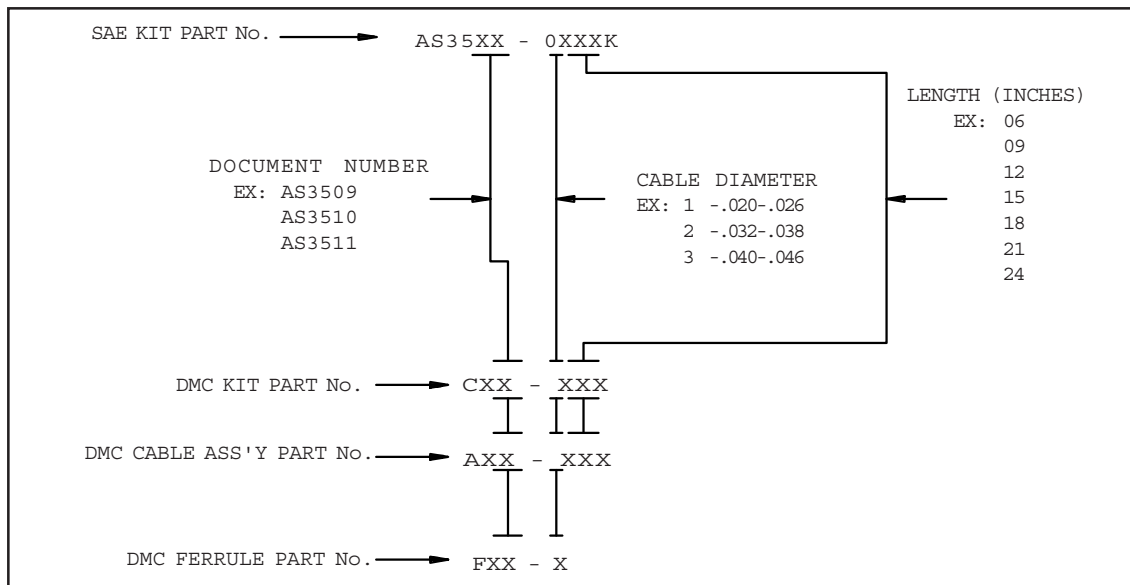 SAE KIT PART No.
AS35XX - 0XXXK
LENGTH (INCHES)
EX: 06
09
12
15
18
21
24
DOCUMENT NUMBER
EX: AS3509
AS3510
AS3511
CABLE DIAMETER
EX: 1 -.020-.026
2 -.032-.038
3 -.040-.046
DMC KIT PART No.
CXX - XXX
DMC CABLE ASS'Y PART No.
AXX - XXX
DMC FERRULE PART No.
FXX - X